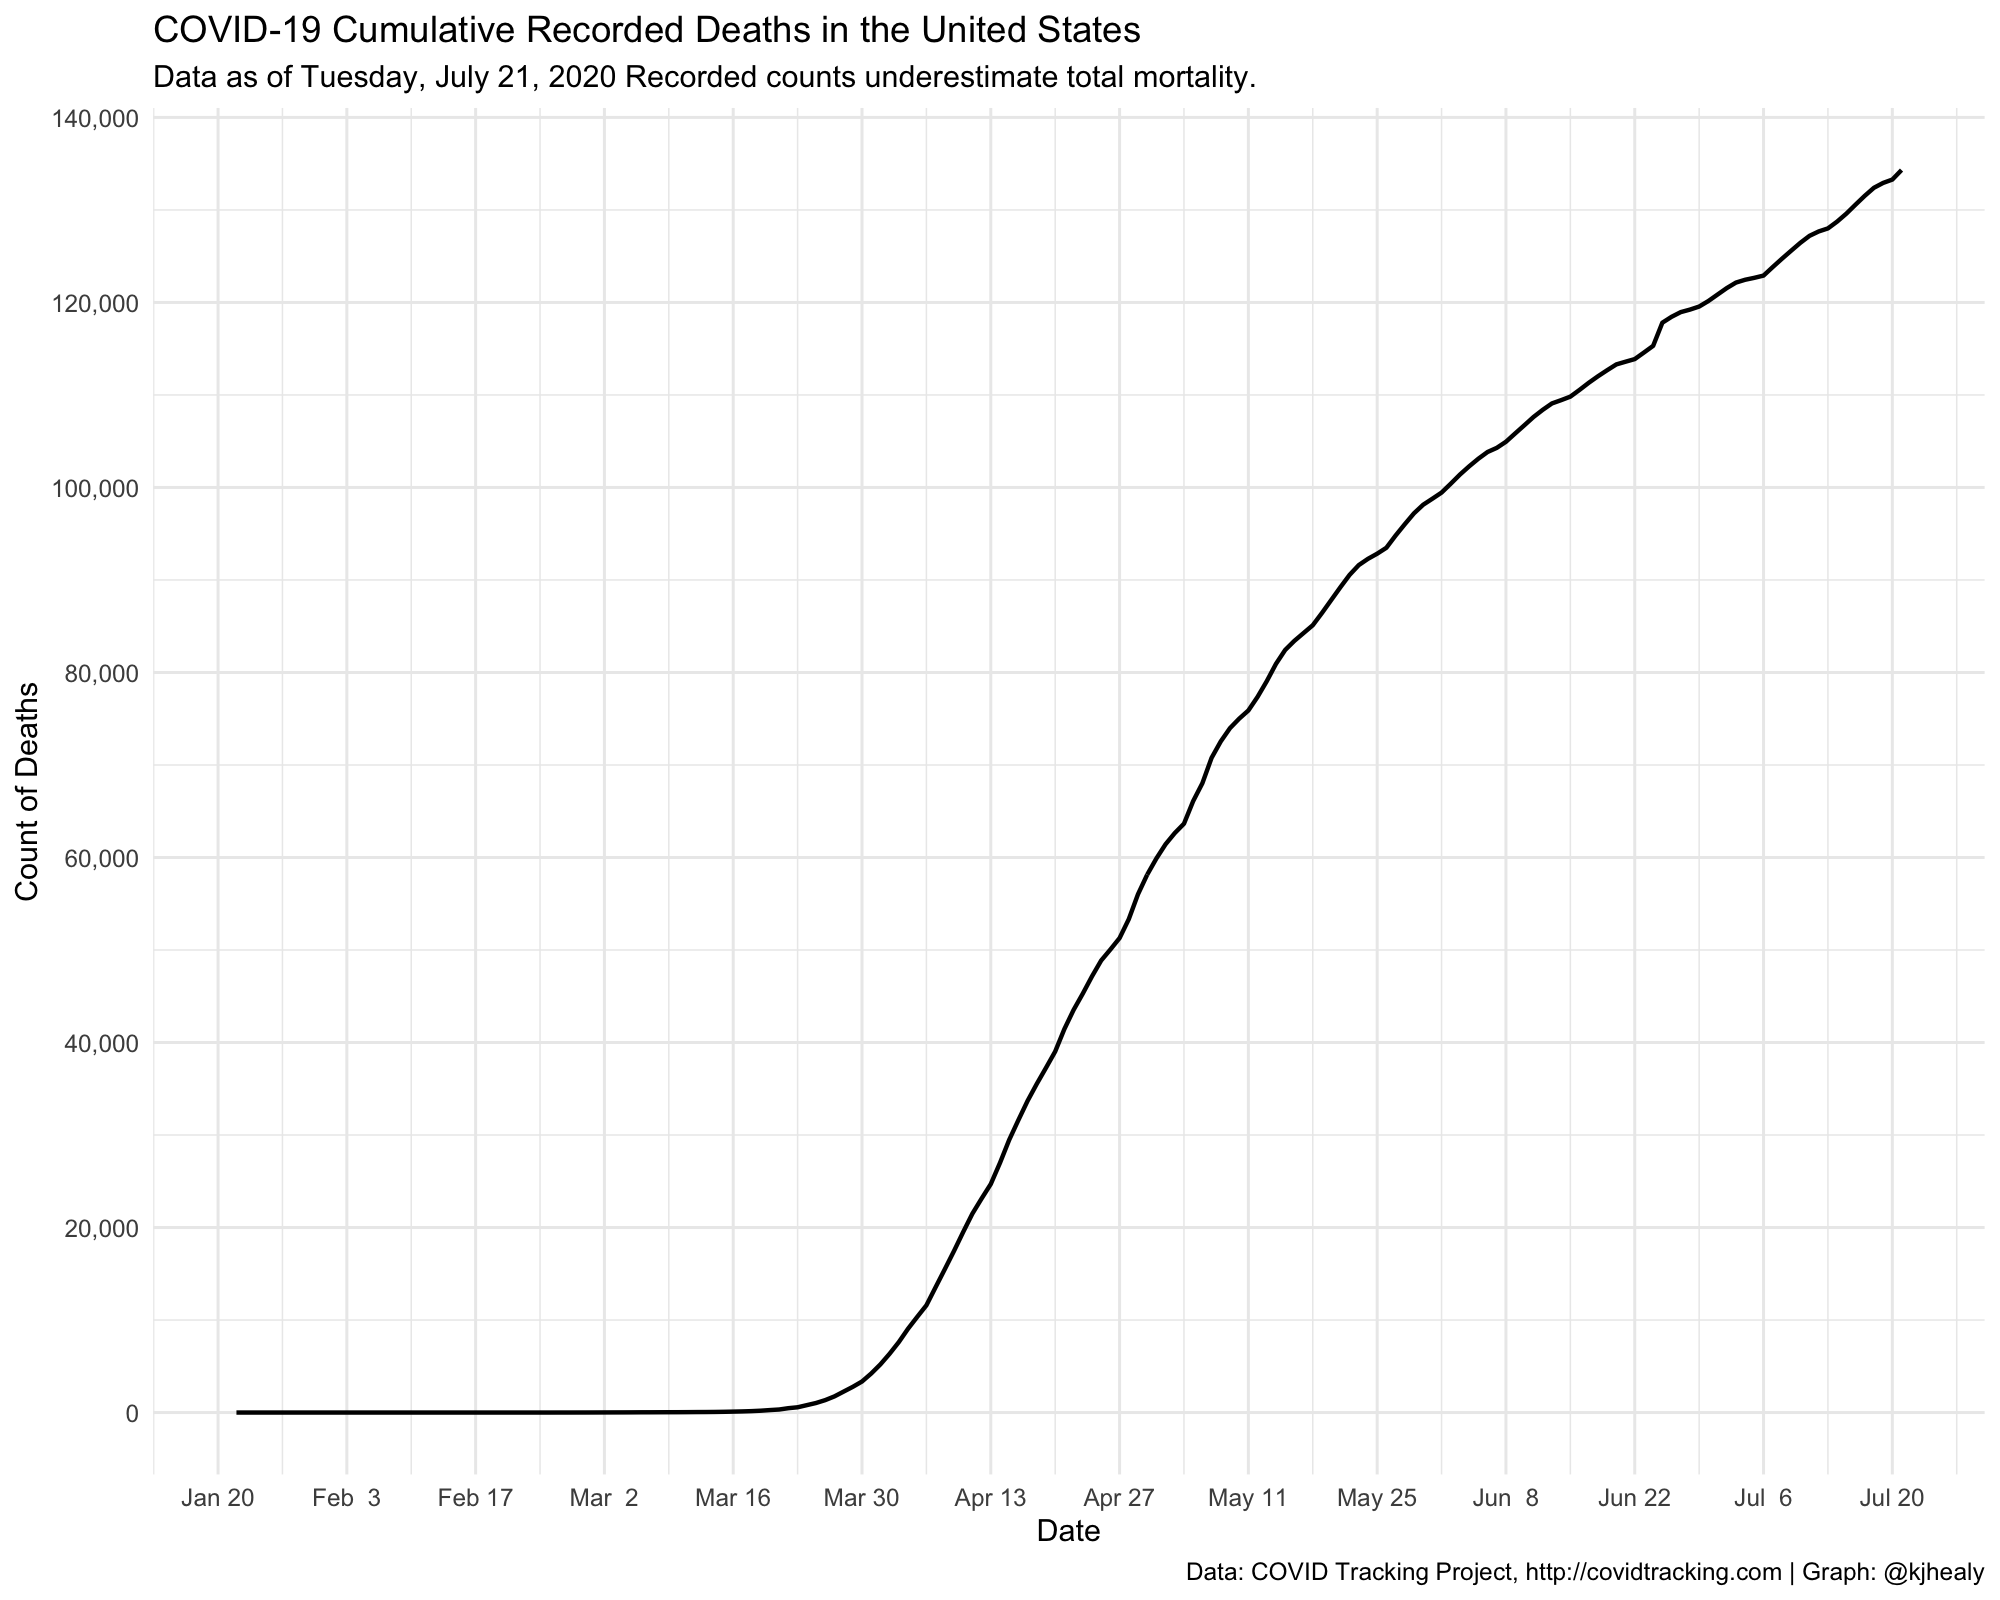 COVID-19 Cumulative Recorded Deaths in the United States
Data as of Tuesday, July 21, 2020 Recorded counts underestimate total mortality.
140,000
120,000
100,000
80,000
60,000
40,000
20,000
0
Count of Deaths
Jan 20 Feb 3 Feb 17 Mar 2 Mar 16 Mar 30 Apr 13 Apr 27 May 11 May 25 Jun 8 Jun 22 Jul 6 Jul 20
Date
Data: COVID Tracking Project, http://covidtracking.com | Graph: @kjhealy